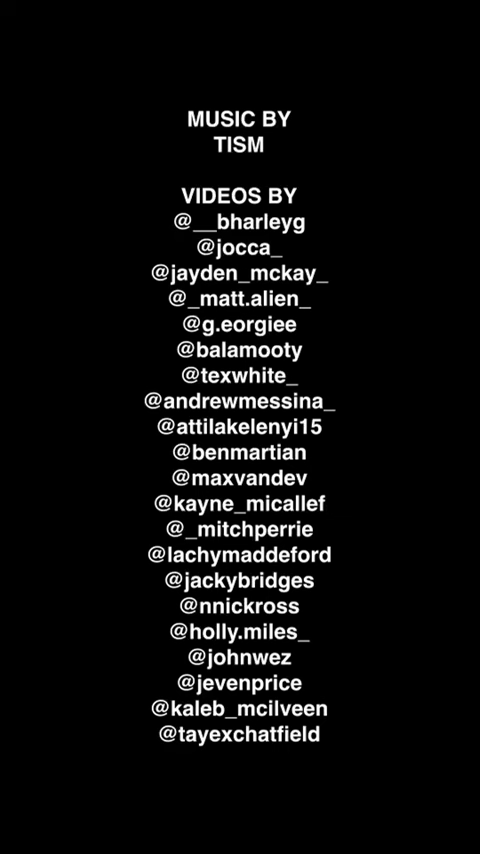 MUSIC BY
TISM
VIDEOS BY
@__bharleyg
@jocca_
@jayden_mckay_
@_matt.alien_
@g.eorgiee
@balamooty
@texwhite_
@andrewmessina_
@attilakelenyi15
@benmartian
@maxvandev
@kayne_micallef
@_mitchperrie
@lachymaddeford
@jackybridges
@nnickross
@holly.miles_
@johnwez
@jevenprice
@kaleb_mcilveen
@tayexchatfield